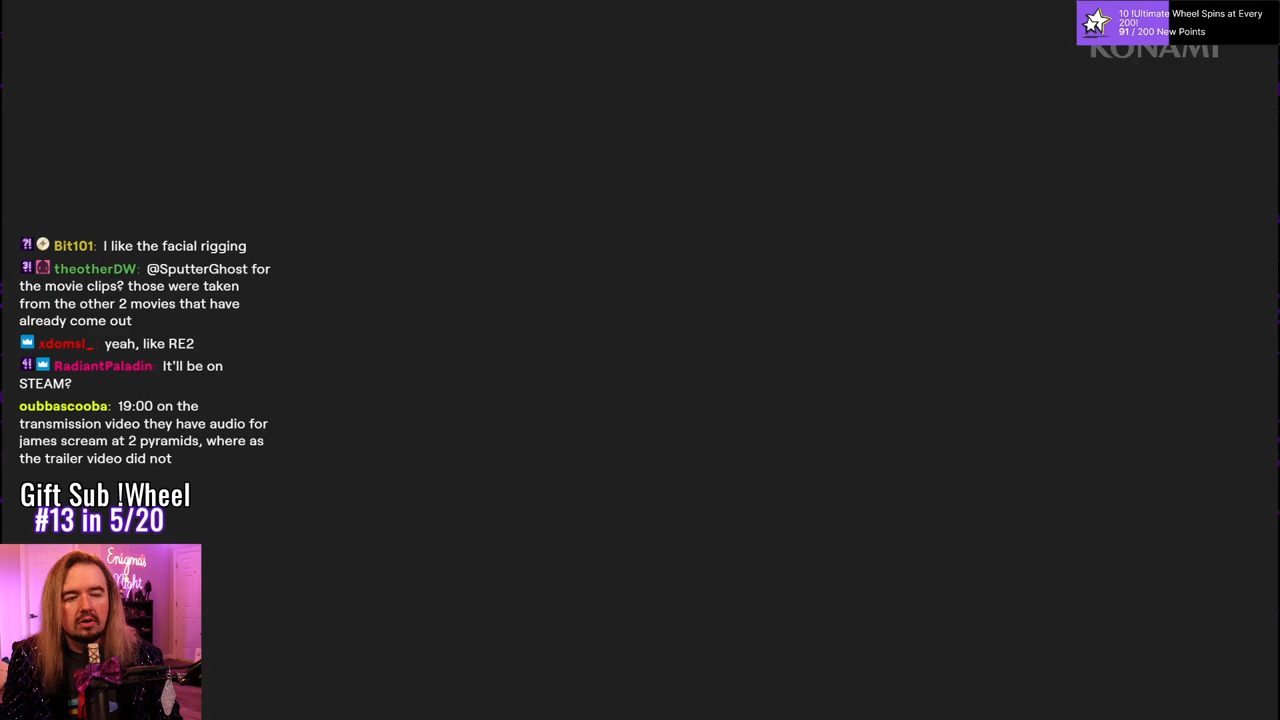 10 !Ultimate Wheel Spins at Every
200!
91 / 200 New Points
KONAMI
?! Bit101: I like the facial rigging
3! theotherDW: @SputterGhost for
the movie clips? those were taken
from the other 2 movies that have
already come out
xdomsl_: yeah, like RE2
4! RadiantPaladin: It'll be on
STEAM?
oubbascooba: 19:00 on the
transmission video they have audio for
james scream at 2 pyramids, where as
the trailer video did not
Gift Sub !Wheel
#13 in 5/20
Enigma's
Night